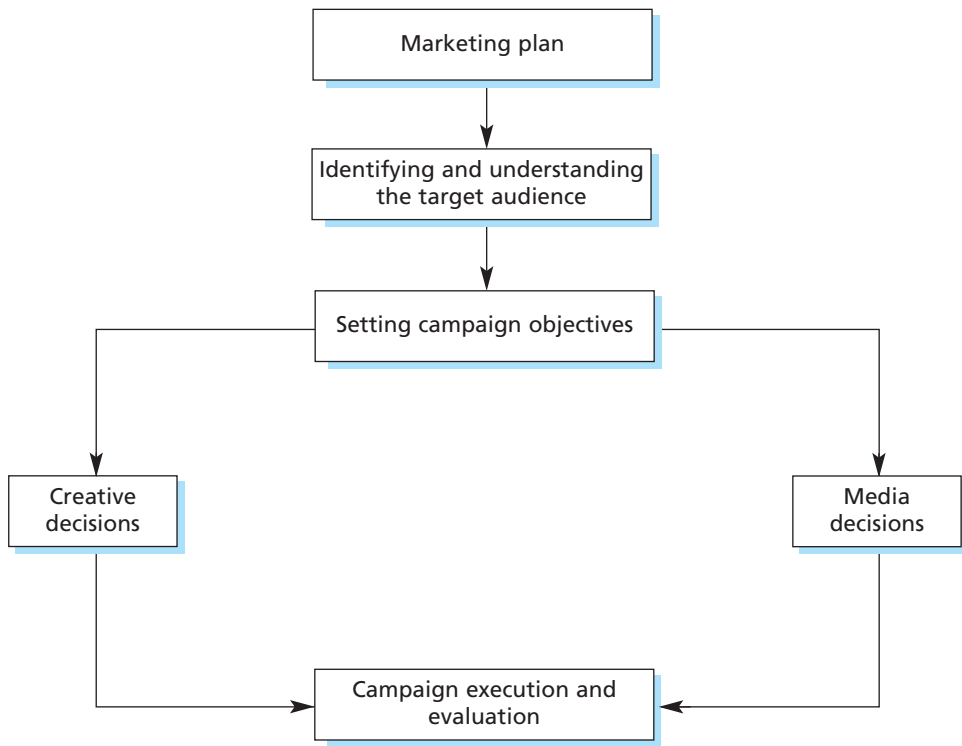 Marketing plan
Identifying and understanding
the target audience
Setting campaign objectives
Creative
decisions
Media
decisions
Campaign execution and
evaluation